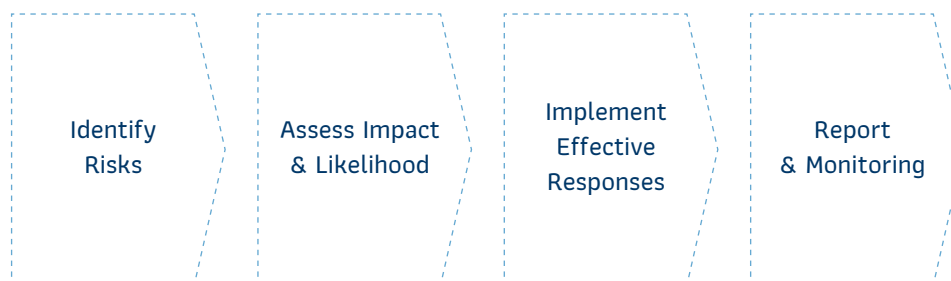 Identify
Risks
Assess Impact
& Likelihood
Implement
Effective
Responses
Report
& Monitoring